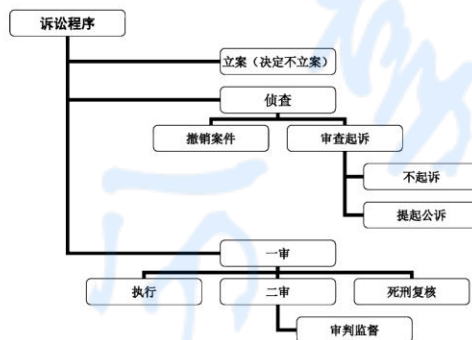 诉讼程序
立案（决定不立案）
侦查
撤销案件
审查起诉
不起诉
提起公诉
一审
执行
二审
死刑复核
审判监督